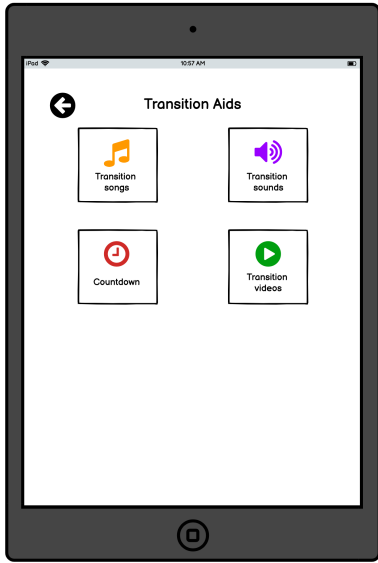 iPad 10:57 AM
Transition Aids
Transition
songs
Transition
sounds
Countdown
Transition
videos